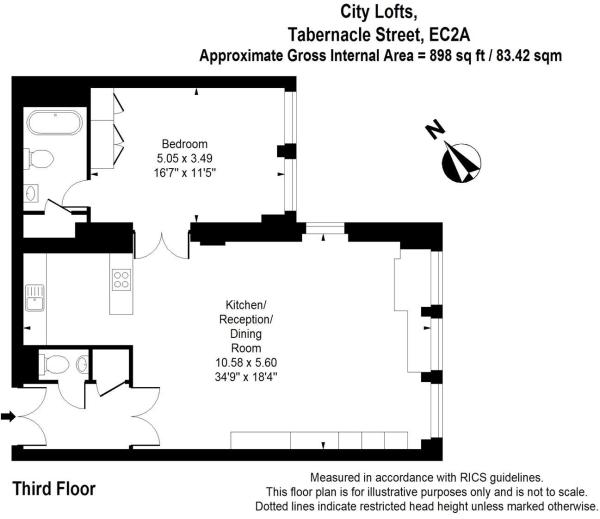 City Lofts,
Tabernacle Street, EC2A
Approximate Gross Internal Area = 898 sq ft / 83.42 sqm
N
Bedroom
5.05 x 3.49
16'7" x 11'5"
Kitchen/
Reception/
Dining
Room
10.58 x 5.60
34'9" x 18'4"
Third Floor
Measured in accordance with RICS guidelines.
This floor plan is for illustrative purposes only and is not to scale.
Dotted lines indicate restricted head height unless marked otherwise.